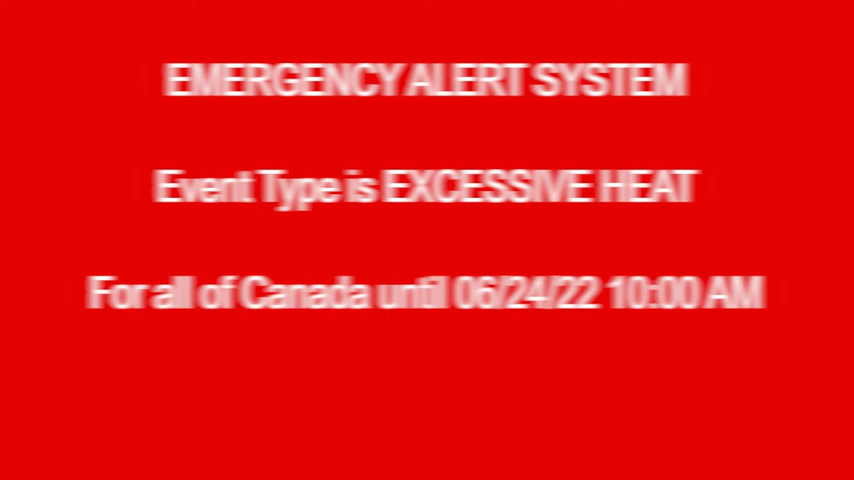 EMERGENCY ALERT SYSTEM
Event Type is EXCESSIVE HEAT
For all of Canada until 06/24/22 10:00 AM